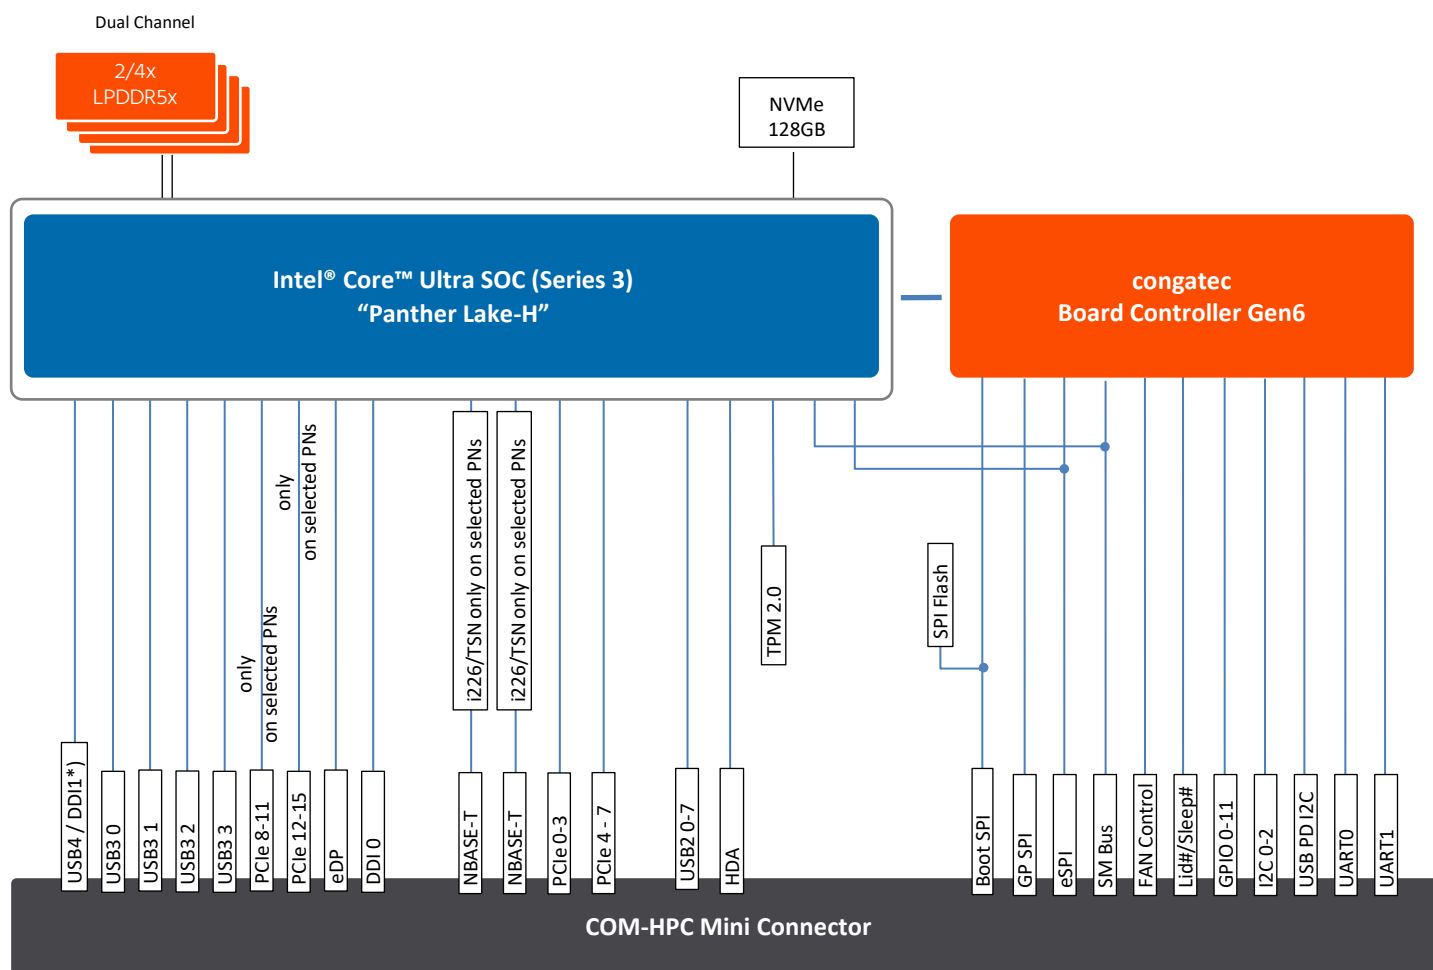 Dual Channel
2/4x
LPDDR5x
NVMe
128GB
Intel® Core™ Ultra SOC (Series 3)
“Panther Lake-H”
congatec
Board Controller Gen6
only
on selected PNs
only
on selected PNs
i226/TSN only on selected PNs
i226/TSN only on selected PNs
TPM 2.0
SPI Flash
USB4 / DDI1*)
USB3 0
USB3 1
USB3 2
USB3 3
PCIe 8-11
PCIe 12-15
eDP
DDI 0
NBASE-T
NBASE-T
PCIe 0-3
PCIe 4 - 7
USB2 0-7
HDA
Boot SPI
GP SPI
eSPI
SM Bus
FAN Control
Lid#/Sleep#
GPIO 0-11
I2C 0-2
USB PD I2C
UART0
UART1
COM-HPC Mini Connector